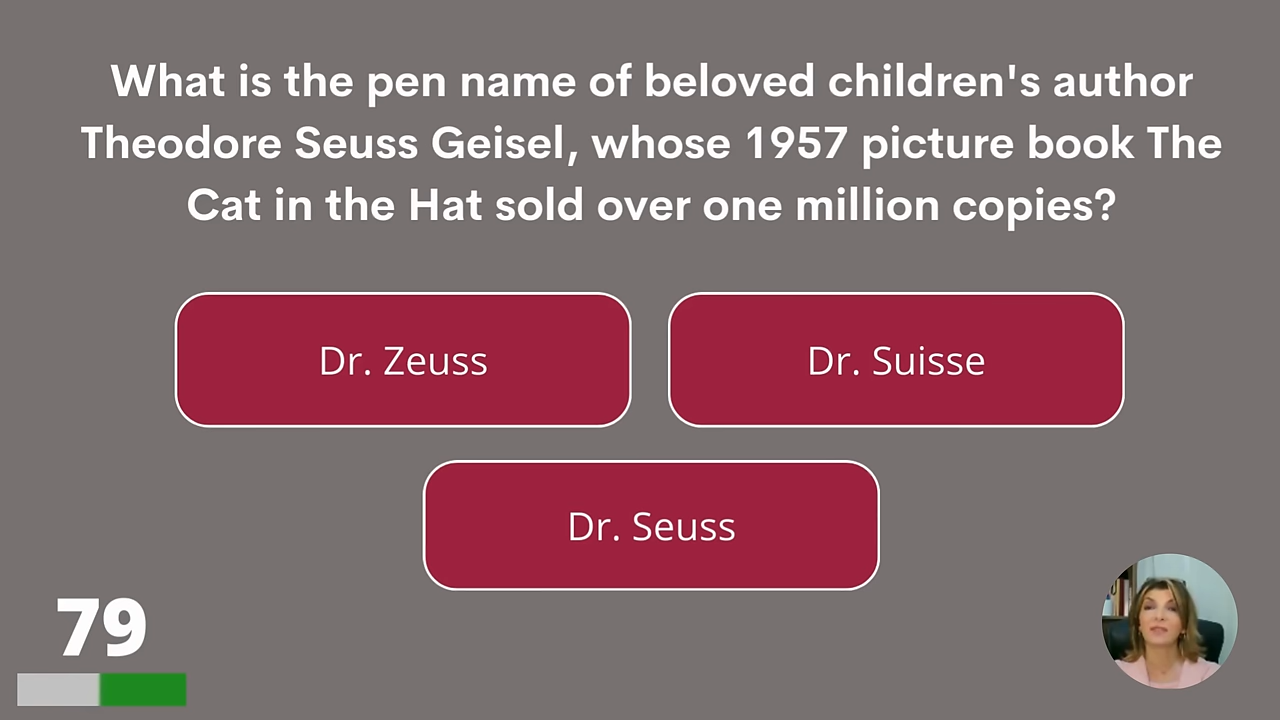 What is the pen name of beloved children's author
Theodore Seuss Geisel, whose 1957 picture book The
Cat in the Hat sold over one million copies?
Dr. Zeuss
Dr. Suisse
Dr. Seuss
79